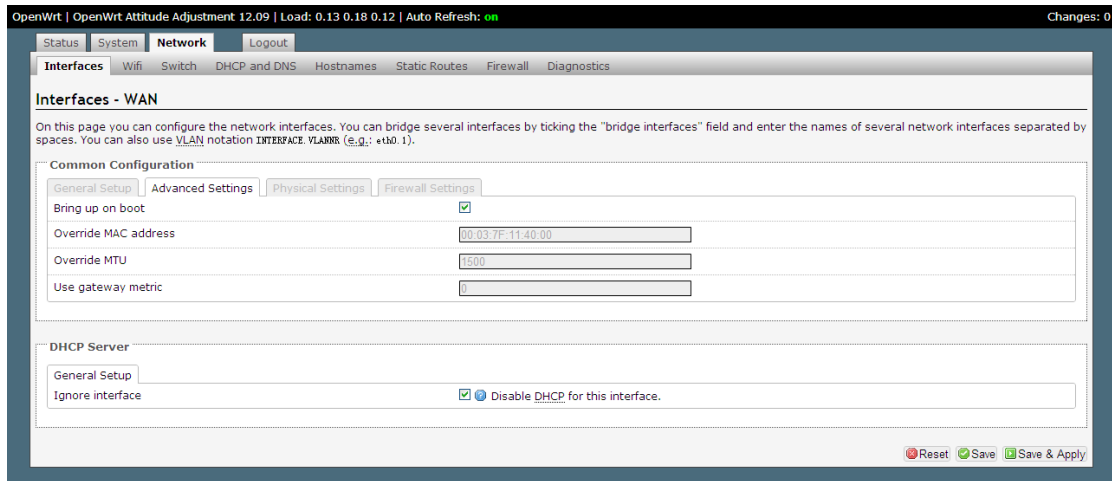 OpenWrt | OpenWrt Attitude Adjustment 12.09 | Load: 0.13 0.18 0.12 | Auto Refresh: on Changes: 0
Status System Network Logout
Interfaces Wifi Switch DHCP and DNS Hostnames Static Routes Firewall Diagnostics
Interfaces - WAN
On this page you can configure the network interfaces. You can bridge several interfaces by ticking the "bridge interfaces" field and enter the names of several network interfaces separated by
spaces. You can also use VLAN notation INTERFACE.VLANNR (e.g.: eth0.1).
Common Configuration
General Setup Advanced Settings Physical Settings Firewall Settings
Bring up on boot
Override MAC address 00:03:7F:11:40:00
Override MTU 1500
Use gateway metric 0
DHCP Server
General Setup
Ignore interface Disable DHCP for this interface.
Reset Save Save & Apply